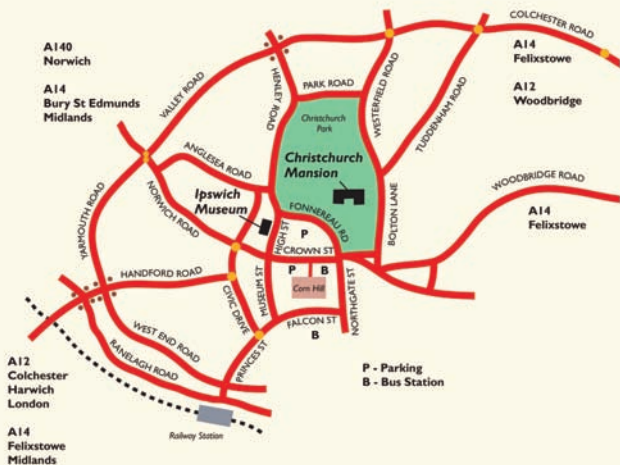 COLCHESTER ROAD
A140
Norwich
A14
Bury St Edmunds
Midlands
A14
Felixstowe
A12
Woodbridge
VALLEY ROAD
HENLEY ROAD
PARK ROAD
WESTERFIELD ROAD
TUDDENHAM ROAD
Christchurch
Park
Christchurch
Mansion
ANGLESEA ROAD
Ipswich
Museum
NORWICH ROAD
YARMOUTH ROAD
HIGH ST
FONNEREAU RD
P
CROWN ST
BOLTON LANE
WOODBRIDGE ROAD
A14
Felixstowe
HANDFORD ROAD
CIVIC DRIVE
MUSEUM ST
P
B
Corn Hill
NORTHGATE ST
FALCON ST
B
WEST END ROAD
RANELAGH ROAD
PRINCES ST
P - Parking
B - Bus Station
A12
Colchester
Harwich
London
A14
Felixstowe
Midlands
Railway Station